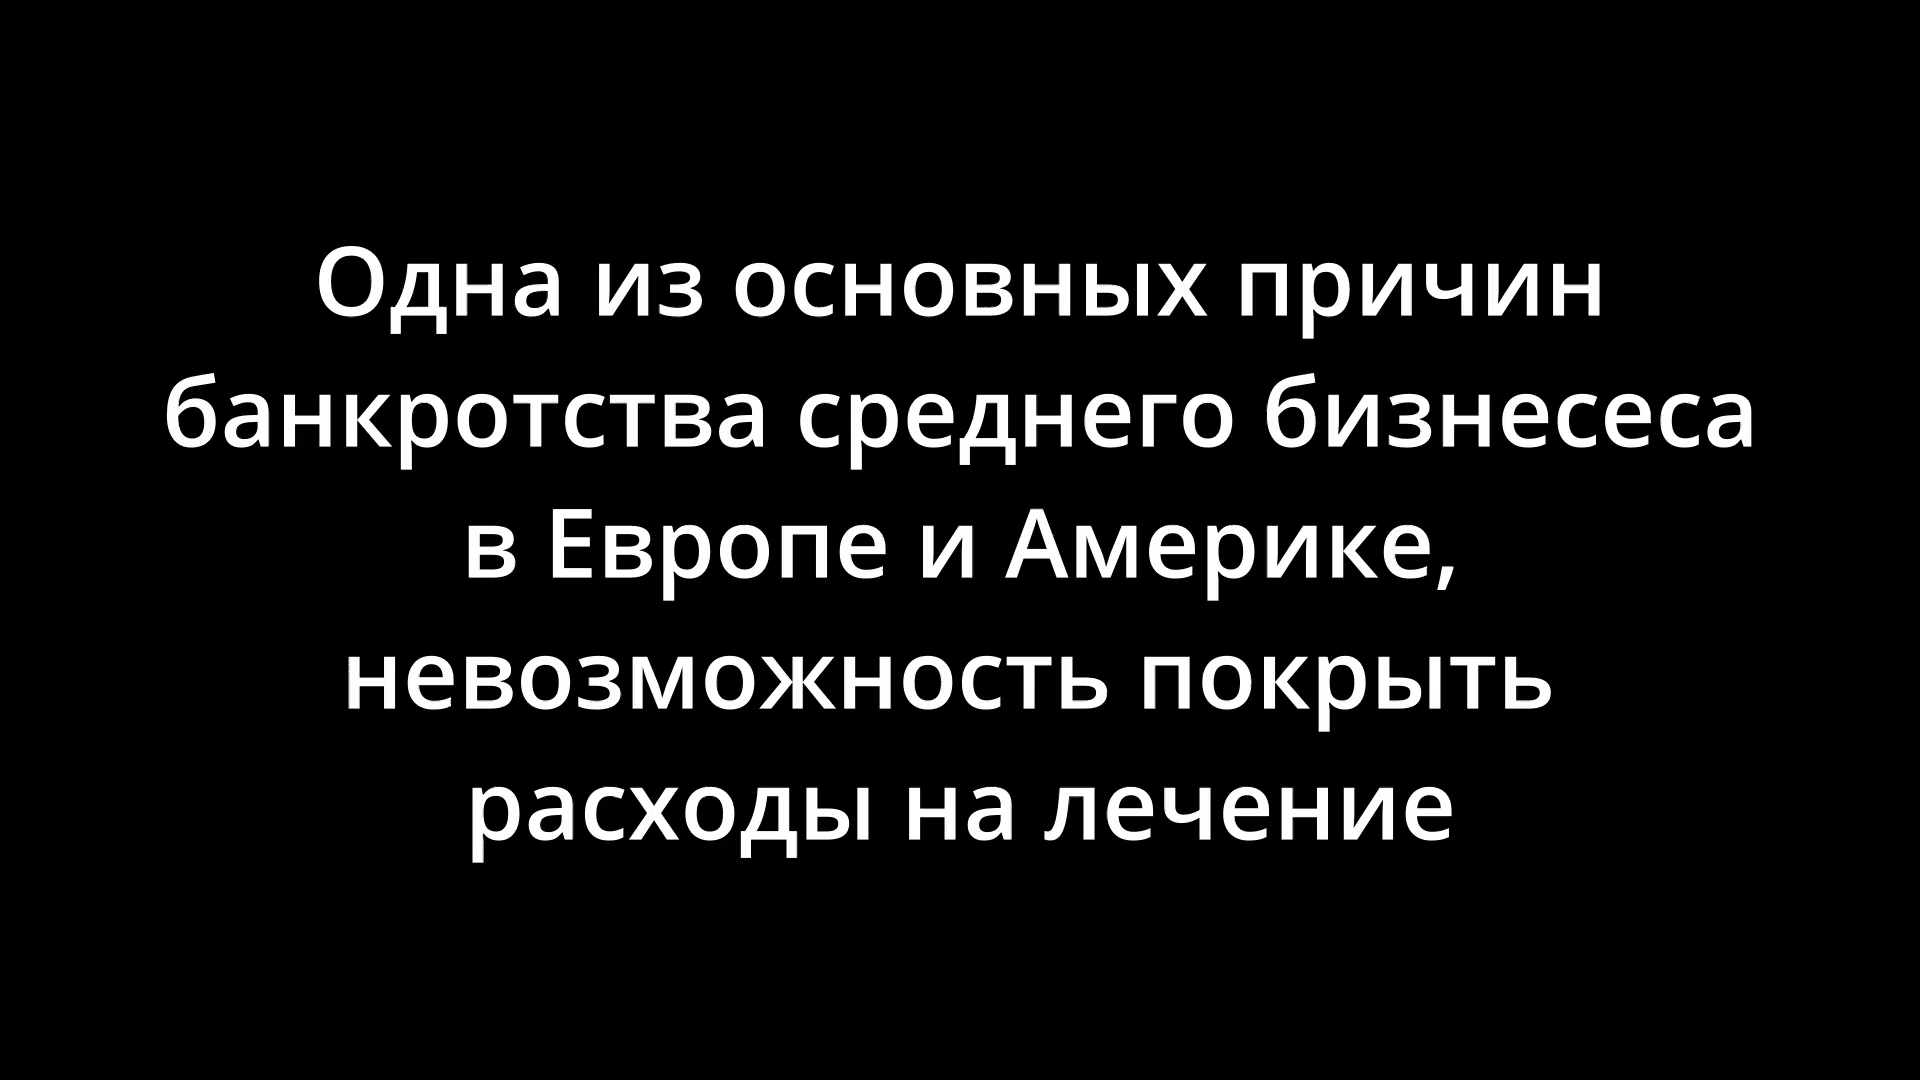 Одна из основных причин
банкротства среднего бизнесеса
в Европе и Америке,
невозможность покрыть
расходы на лечение